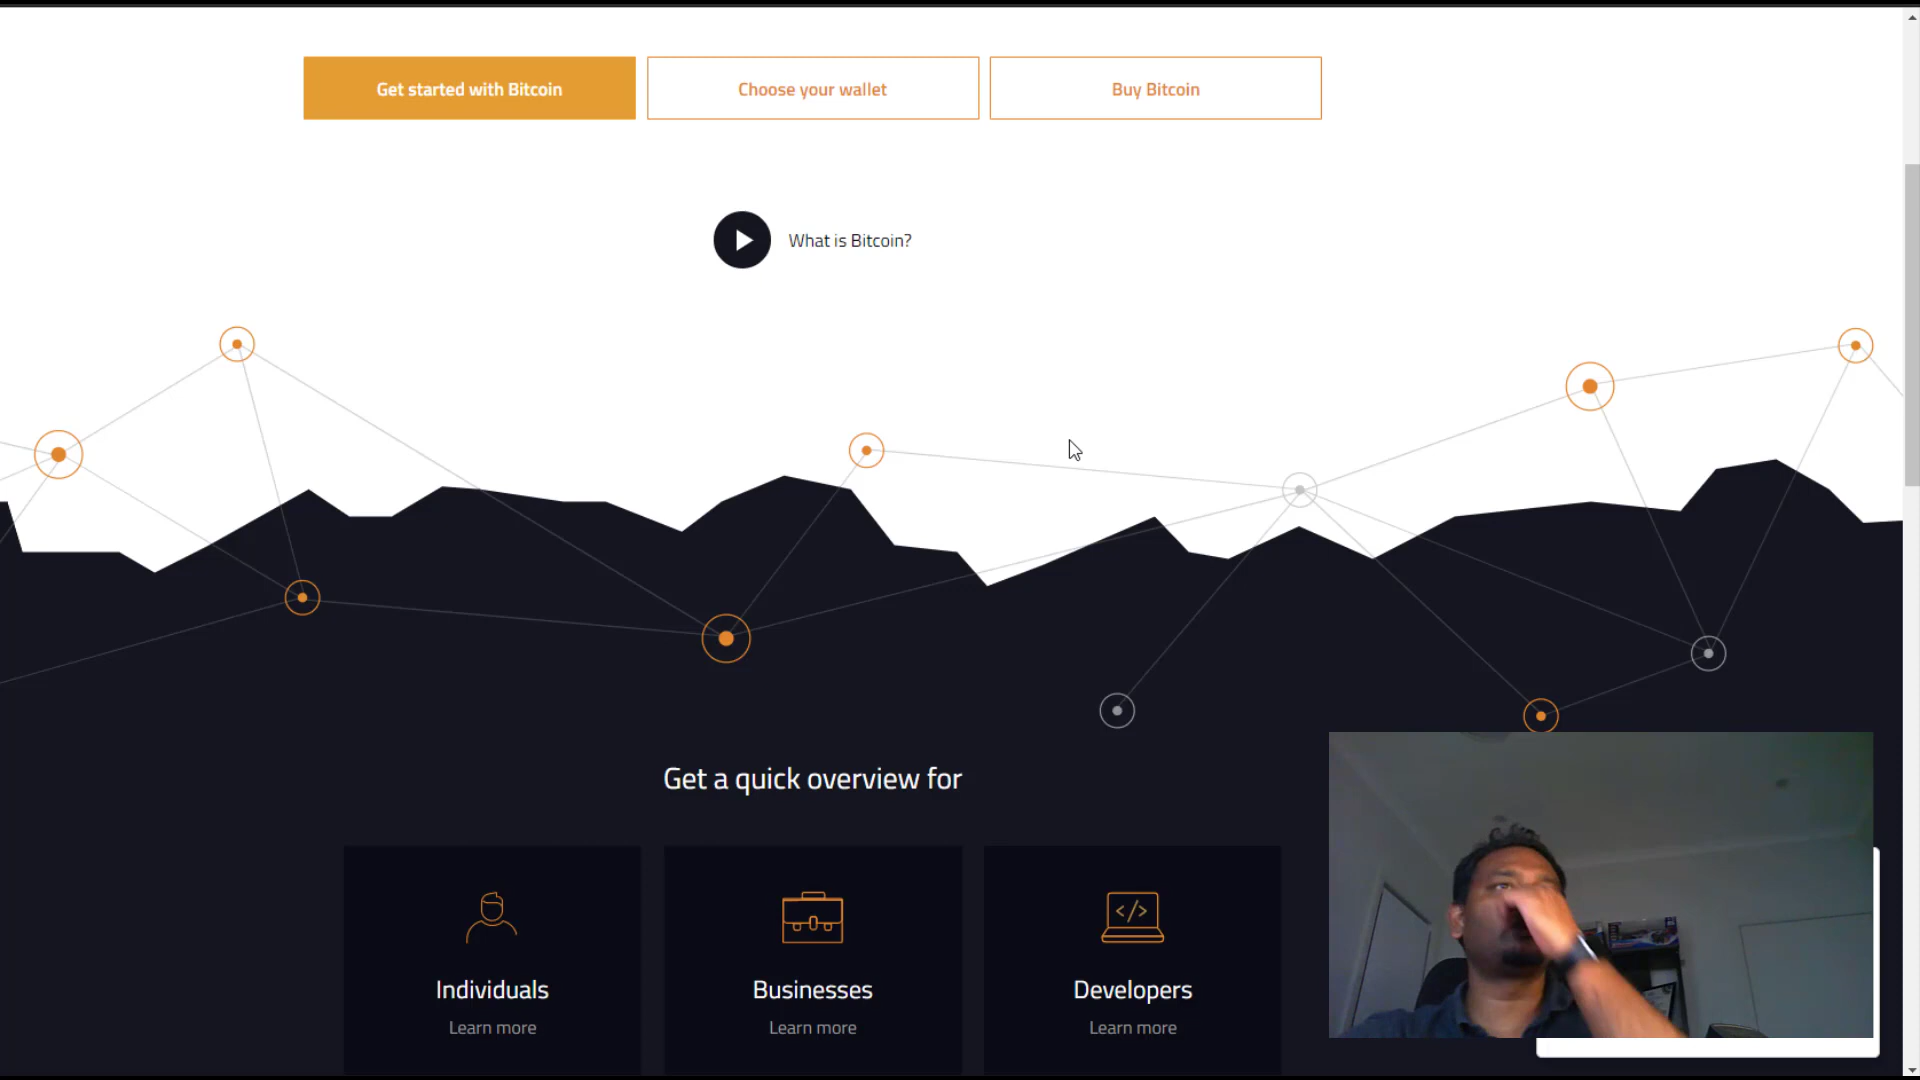 Get started with Bitcoin
Choose your wallet
Buy Bitcoin
What is Bitcoin?
Get a quick overview for
</>
Individuals
Businesses
Developers
Learn more
Learn more
Learn more